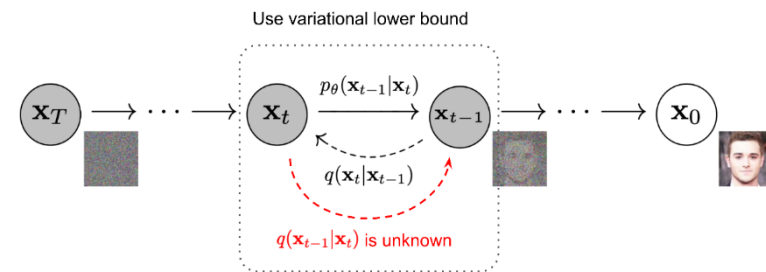 Use variational lower bound
x_T → ··· → x_t p_θ(x_{t-1}|x_t) x_{t-1} → ··· → x_0
q(x_t|x_{t-1})
q(x_{t-1}|x_t) is unknown